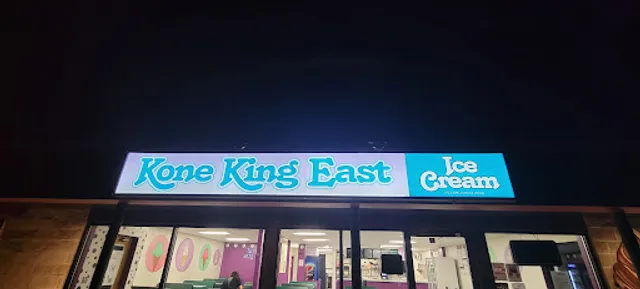 Kone King East
Ice
Cream